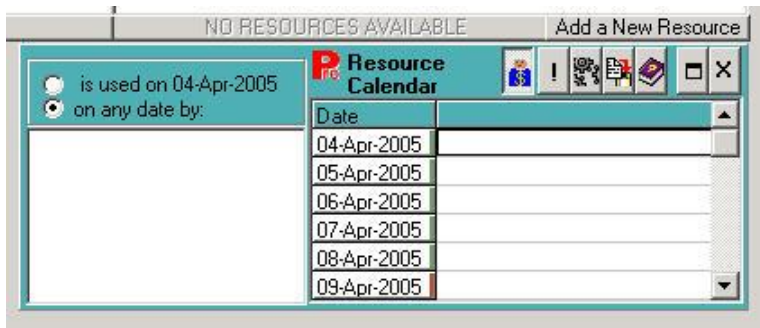 NO RESOURCES AVAILABLE
Add a New Resource
is used on 04-Apr-2005
on any date by:
Pro
Resource
Calendar
!
Date
04-Apr-2005
05-Apr-2005
06-Apr-2005
07-Apr-2005
08-Apr-2005
09-Apr-2005